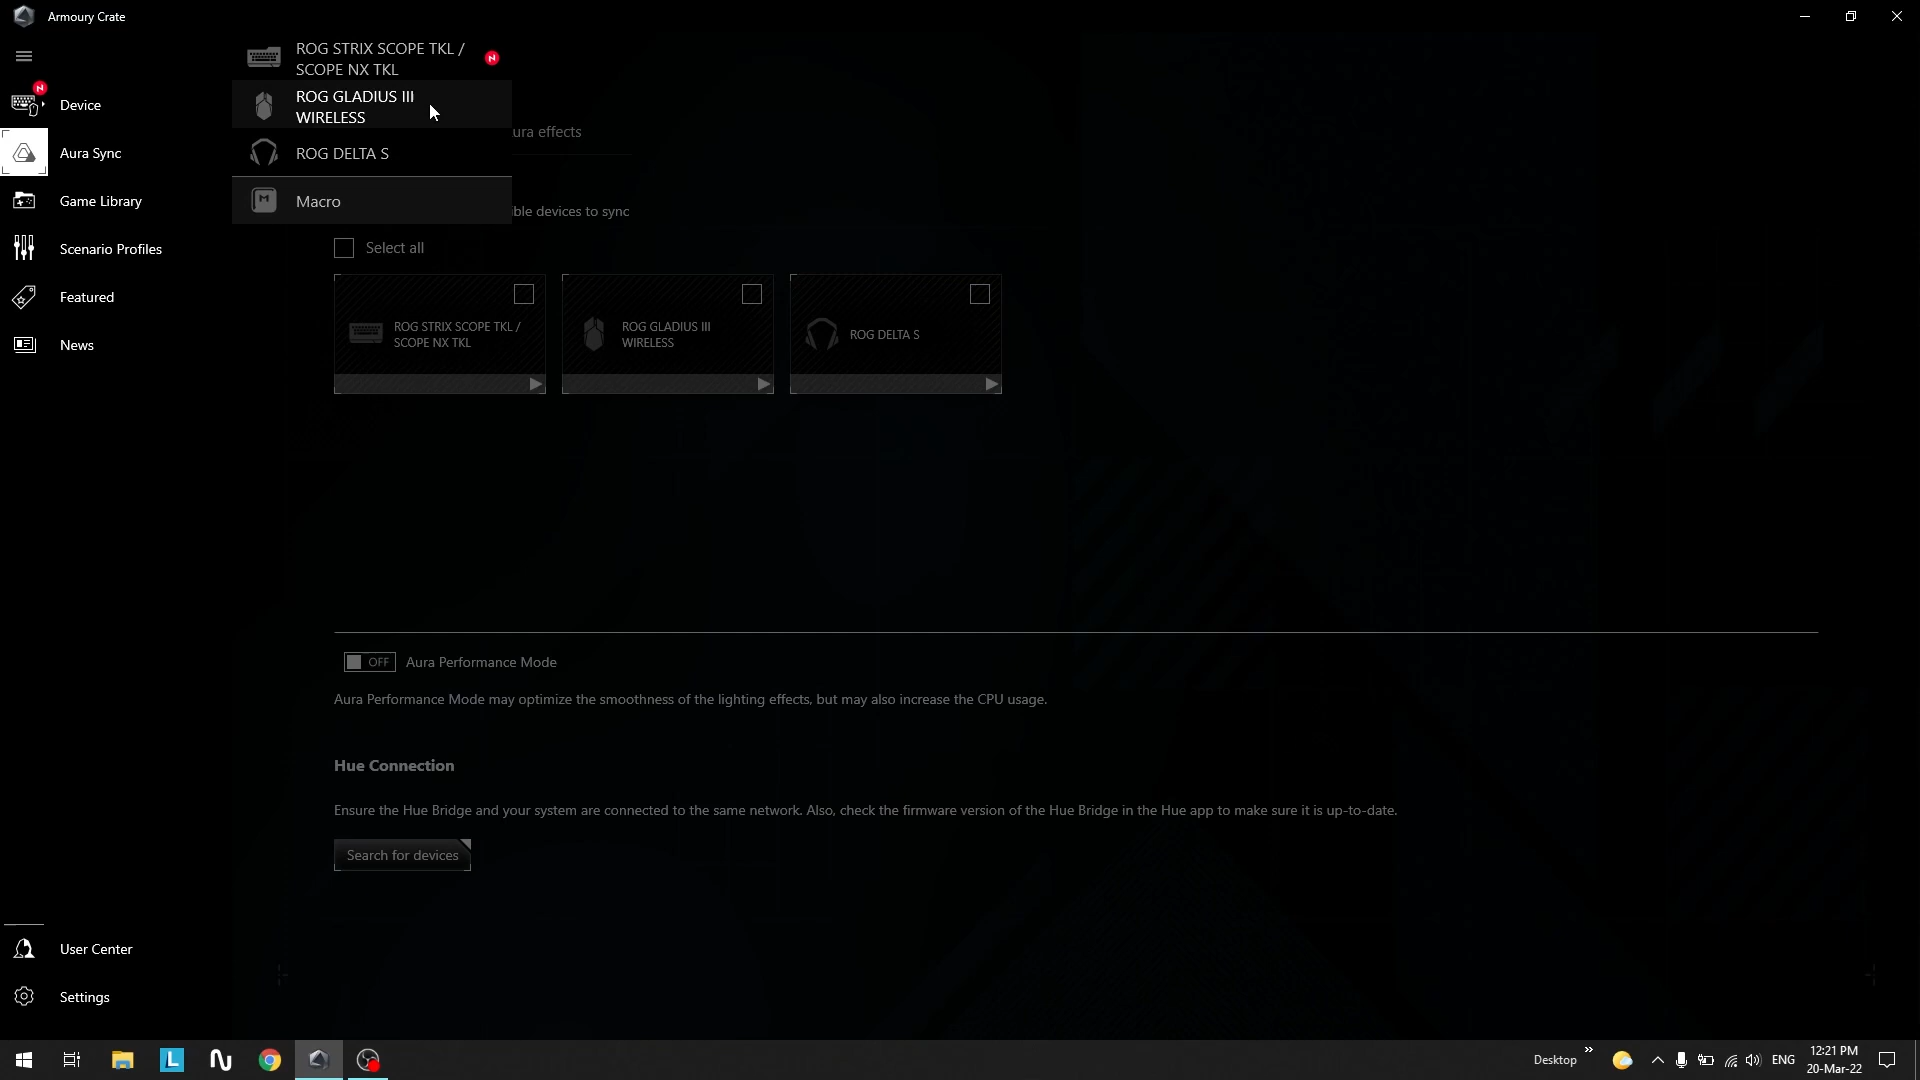 Armoury Crate
Device
Aura Sync
Game Library
Scenario Profiles
Featured
News
User Center
Settings
ROG STRIX SCOPE TKL /
SCOPE NX TKL
N
N
ROG GLADIUS III
WIRELESS
ROG DELTA S
M
Macro
ura effects
ible devices to sync
Select all
ROG STRIX SCOPE TKL /
SCOPE NX TKL
ROG GLADIUS III
WIRELESS
ROG DELTA S
OFF
Aura Performance Mode
Aura Performance Mode may optimize the smoothness of the lighting effects, but may also increase the CPU usage.
Hue Connection
Ensure the Hue Bridge and your system are connected to the same network. Also, check the firmware version of the Hue Bridge in the Hue app to make sure it is up-to-date.
Search for devices
L
Desktop
»
ENG
12:21 PM
20-Mar-22